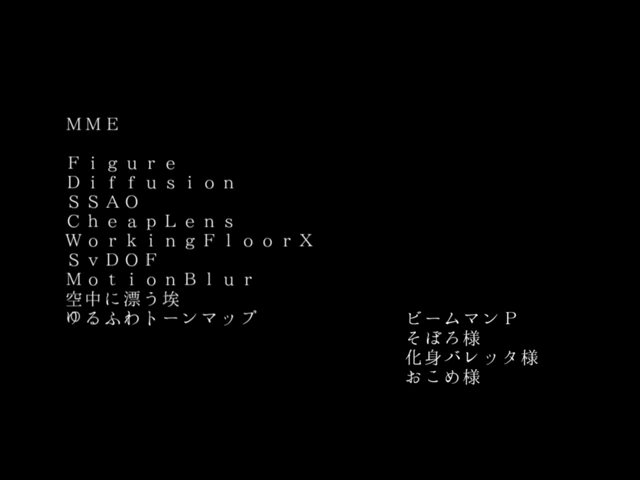 ＭＭＥ
Ｆｉｇｕｒｅ
Ｄｉｆｆｕｓｉｏｎ
ＳＳＡＯ
ＣｈｅａｐＬｅｎｓ
ＷｏｒｋｉｎｇＦｌｏｏｒＸ
ＳｖＤＯＦ
ＭｏｔｉｏｎＢｌｕｒ
空中に漂う埃
ゆるふわトーンマップ
ビームマンＰ
そぼろ様
化身バレッタ様
おこめ様